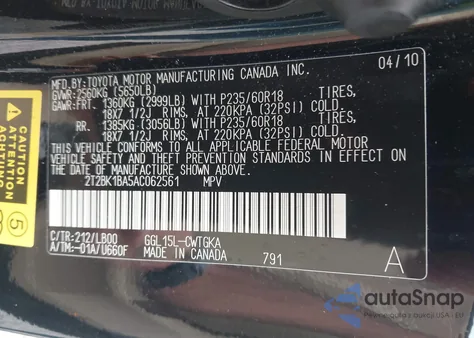 MFD.BY:TOYOTA MOTOR MANUFACTURING CANADA INC. 04/10
GVWR:2560KG (5650LB)
GAWR:FRT. 1360KG (2999LB) WITH P235/60R18 TIRES,
18X7 1/2J RIMS, AT 220KPA (32PSI) COLD.
RR. 1385KG (3056LB) WITH P235/60R18 TIRES,
18X7 1/2J RIMS, AT 220KPA (32PSI) COLD.
THIS VEHICLE CONFORMS TO ALL APPLICABLE FEDERAL MOTOR
VEHICLE SAFETY AND THEFT PREVENTION STANDARDS IN EFFECT ON
THE DATE OF MANUFACTURE SHOWN ABOVE.
2T2BK1BA5AC062561 MPV
C/TR:212/LB00 GGL15L-CWTGKA
A/TM:-01A/U660F MADE IN CANADA 791 A
5
autoSnap